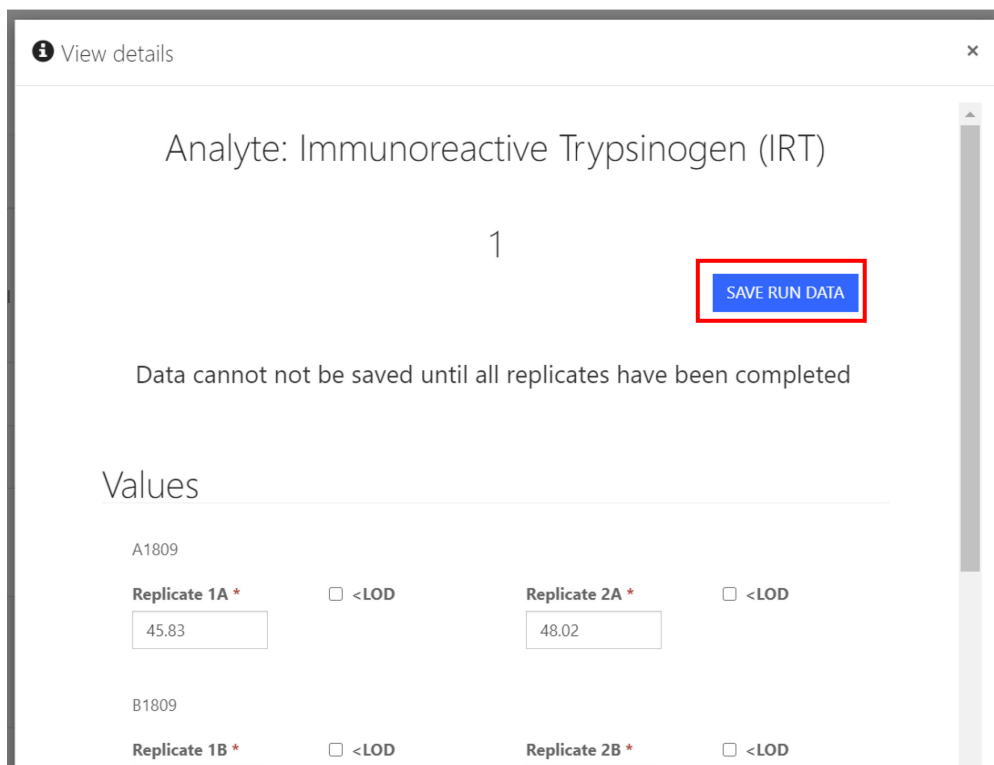 View details ×
Analyte: Immunoreactive Trypsinogen (IRT)
1
SAVE RUN DATA
Data cannot not be saved until all replicates have been completed
Values
A1809
Replicate 1A * <LOD Replicate 2A * <LOD
45.83 48.02
B1809
Replicate 1B * <LOD Replicate 2B * <LOD